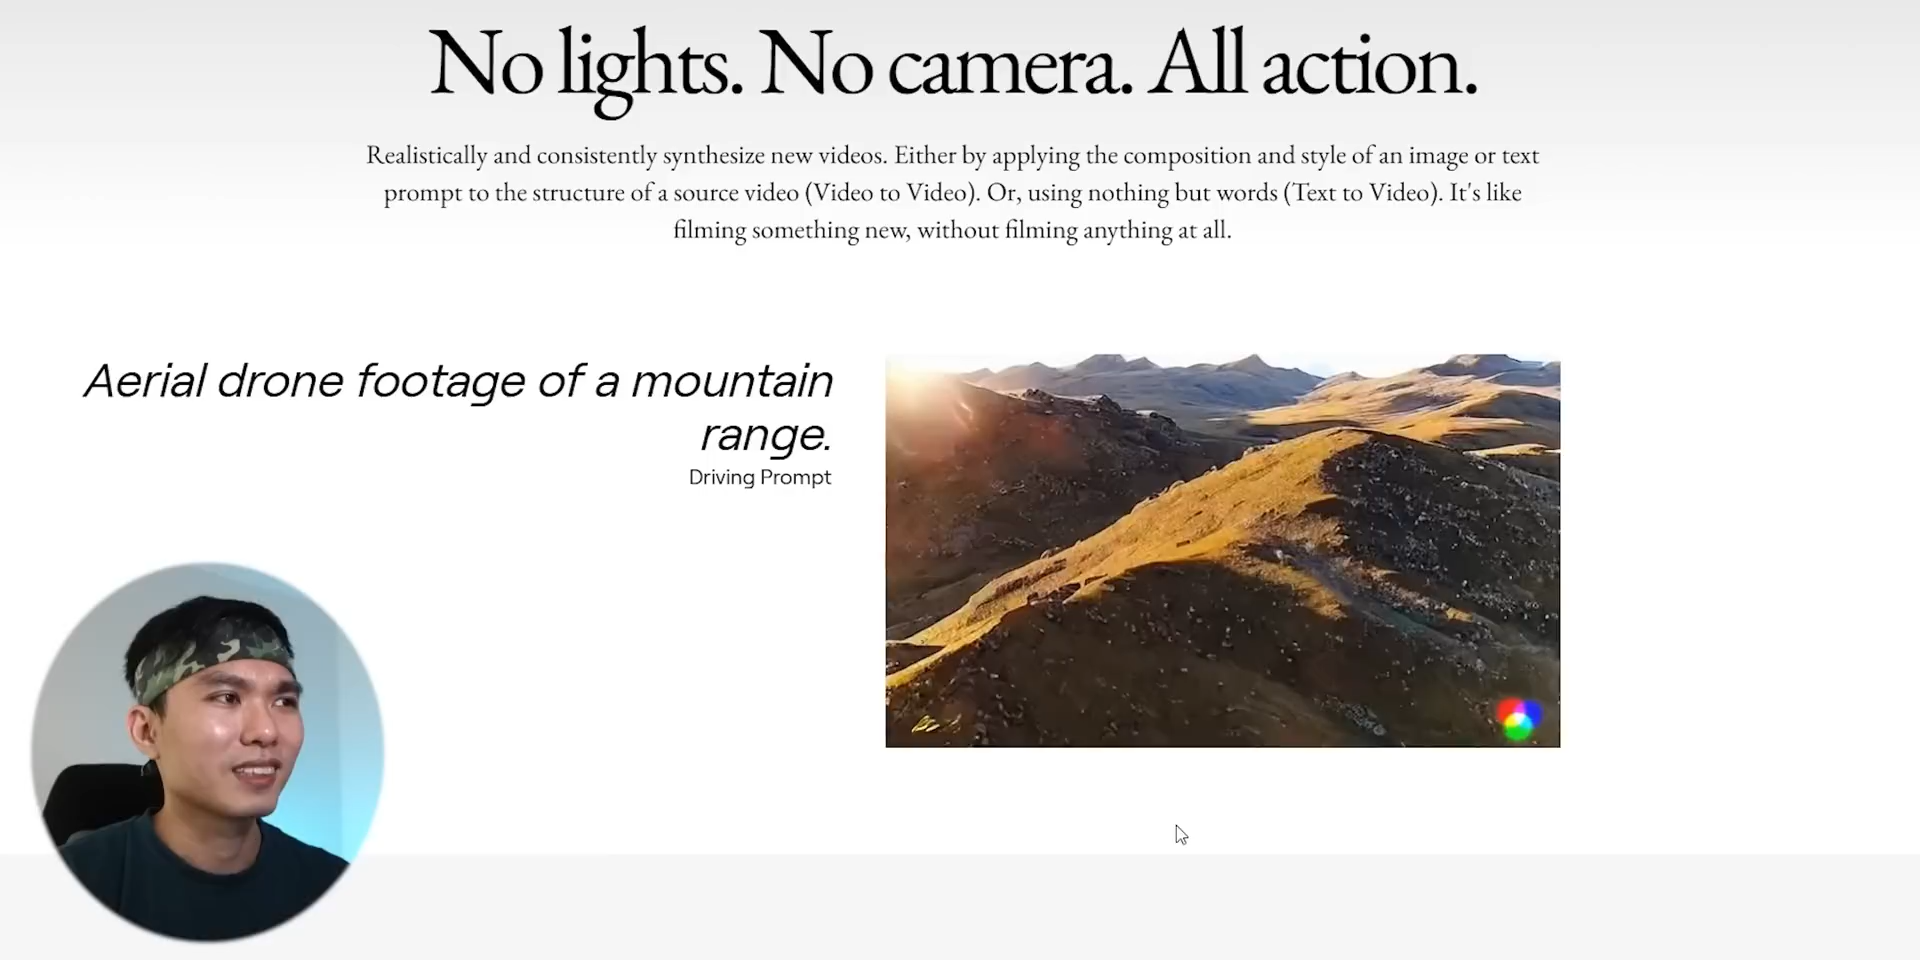 No lights. No camera. All action.
Realistically and consistently synthesize new videos. Either by applying the composition and style of an image or text
prompt to the structure of a source video (Video to Video). Or, using nothing but words (Text to Video). It's like
filming something new, without filming anything at all.
Aerial drone footage of a mountain
range.
Driving Prompt